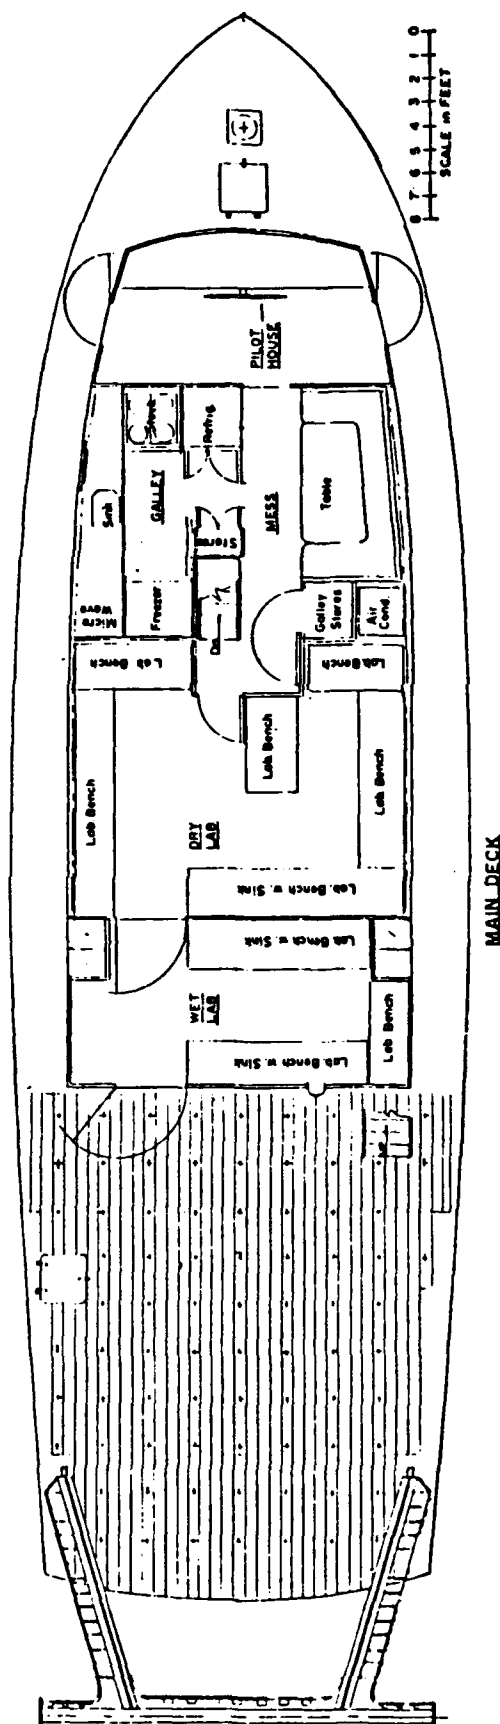 0 1 2 3 4 5 6 7 8
SCALE in FEET
PILOT
HOUSE
Stove
Refrig.
Sink
GALLEY
MESS
Table
Stores
Micro
Wave
Freezer
Dn
Galley
Stores
Air
Cond.
Lab Bench
Lab Bench
Lab Bench
Lab Bench
Lab Bench
DRY
LAB
Lab. Bench w. Sink
Lab Bench w. Sink
WET
LAB
Lab Bench
Lab. Bench w. Sink
UP
MAIN DECK